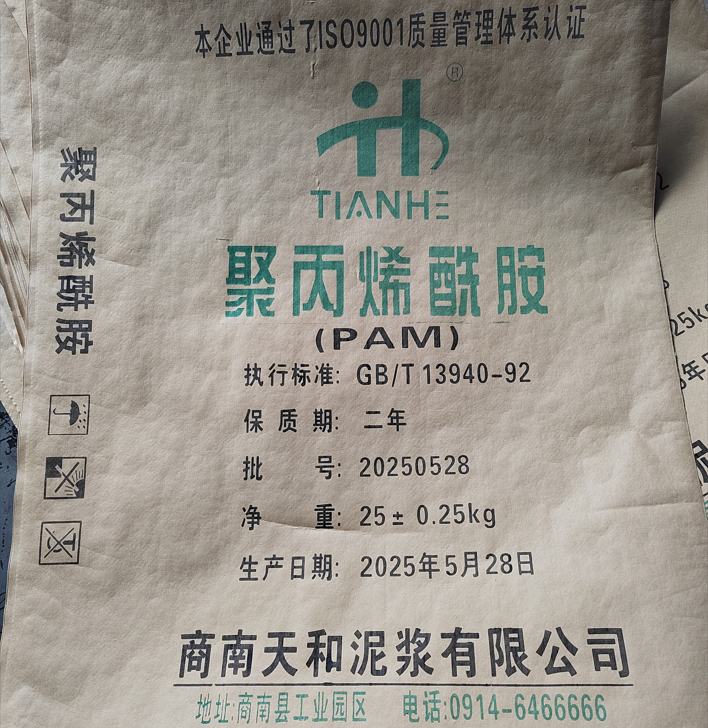 本企业通过了ISO9001质量管理体系认证
®
TIANHE
聚丙烯酰胺
(PAM)
执行标准: GB/T 13940-92
保质期: 二年
批号: 20250528
净重: 25± 0.25kg
生产日期: 2025年5月28日
商南天和泥浆有限公司
地址:商南县工业园区 电话:0914-6466666
聚丙烯酰胺
2
25kg
年